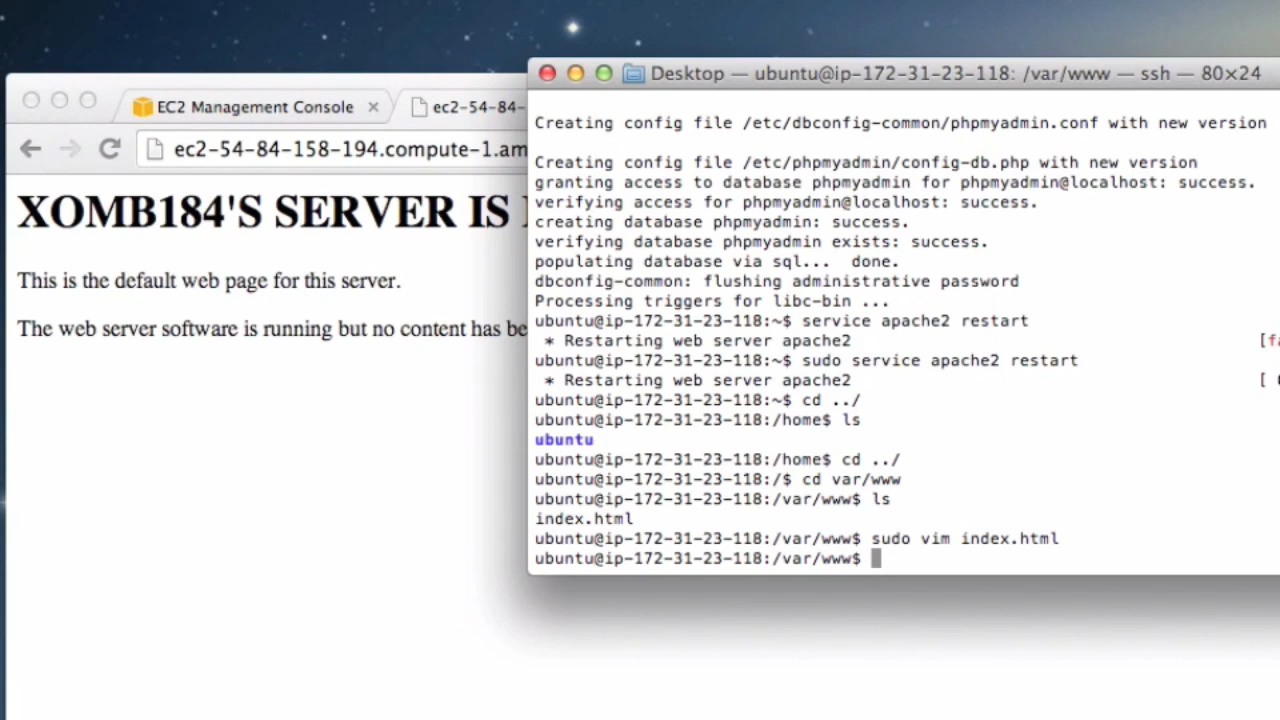 EC2 Management Console
ec2-54-84-
ec2-54-84-158-194.compute-1.am
XOMB184'S SERVER IS
This is the default web page for this server.
The web server software is running but no content has be
Desktop — ubuntu@ip-172-31-23-118: /var/www — ssh — 80×24
Creating config file /etc/dbconfig-common/phpmyadmin.conf with new version
Creating config file /etc/phpmyadmin/config-db.php with new version
granting access to database phpmyadmin for phpmyadmin@localhost: success.
verifying access for phpmyadmin@localhost: success.
creating database phpmyadmin: success.
verifying database phpmyadmin exists: success.
populating database via sql...  done.
dbconfig-common: flushing administrative password
Processing triggers for libc-bin ...
ubuntu@ip-172-31-23-118:~$ service apache2 restart
 * Restarting web server apache2 [fa
ubuntu@ip-172-31-23-118:~$ sudo service apache2 restart
 * Restarting web server apache2 [
ubuntu@ip-172-31-23-118:~$ cd ../
ubuntu@ip-172-31-23-118:/home$ ls
ubuntu
ubuntu@ip-172-31-23-118:/home$ cd ../
ubuntu@ip-172-31-23-118:/$ cd var/www
ubuntu@ip-172-31-23-118:/var/www$ ls
index.html
ubuntu@ip-172-31-23-118:/var/www$ sudo vim index.html
ubuntu@ip-172-31-23-118:/var/www$